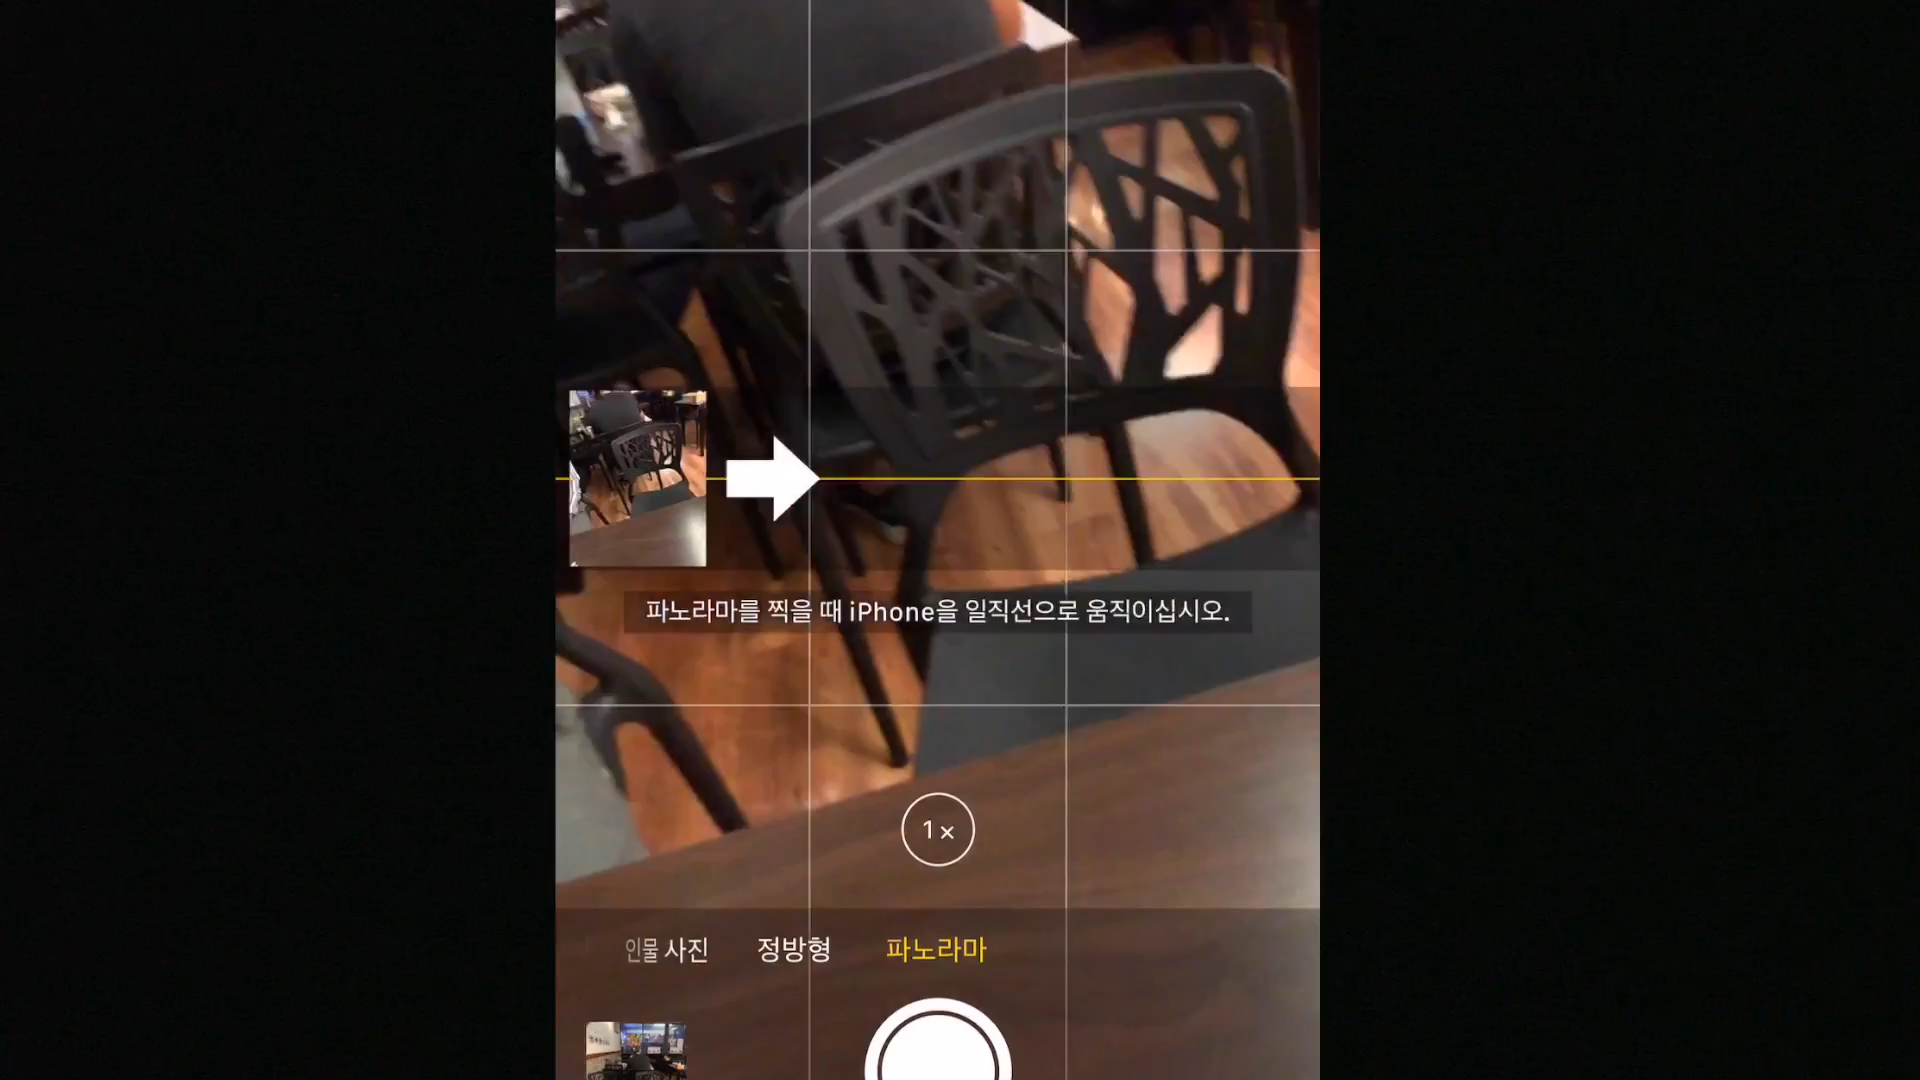 파노라마를 찍을 때 iPhone을 일직선으로 움직이십시오.
1×
인물 사진 정방형 파노라마